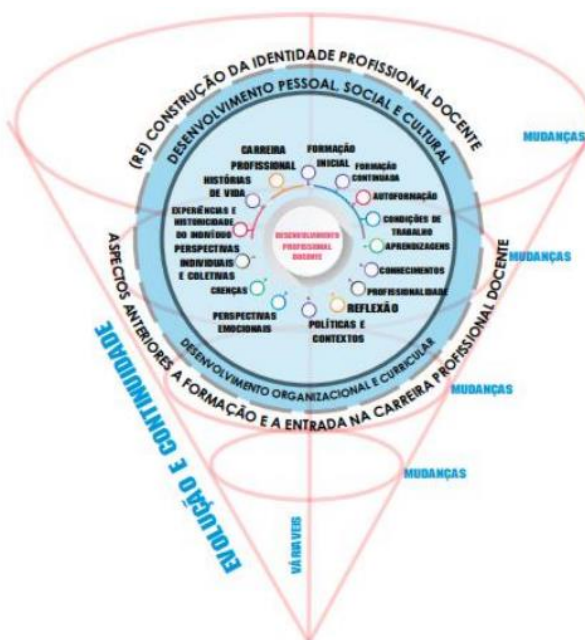 (RE) CONSTRUÇÃO DA IDENTIDADE PROFISSIONAL DOCENTE
DESENVOLVIMENTO PESSOAL, SOCIAL E CULTURAL
MUDANÇAS
CARREIRA
PROFISSIONAL
FORMAÇÃO
INICIAL
FORMAÇÃO
CONTINUADA
HISTÓRIAS
DE VIDA
AUTOFORMAÇÃO
EXPERIÊNCIAS E
HISTORICIDADE
DO INDIVÍDUO
CONDIÇÕES DE
TRABALHO
DESENVOLVIMENTO
PROFISSIONAL
DOCENTE
APRENDIZAGENS
PERSPECTIVAS
INDIVIDUAIS
E COLETIVAS
MUDANÇAS
CONHECIMENTOS
CRENÇAS
PROFISSIONALIDADE
PERSPECTIVAS
EMOCIONAIS
REFLEXÃO
POLÍTICAS E
CONTEXTOS
DESENVOLVIMENTO ORGANIZACIONAL E CURRICULAR
ASPECTOS ANTERIORES A FORMAÇÃO E A ENTRADA NA CARREIRA PROFISSIONAL DOCENTE
MUDANÇAS
MUDANÇAS
EVOLUÇÃO E CONTINUIDADE
VÁRIAVEIS